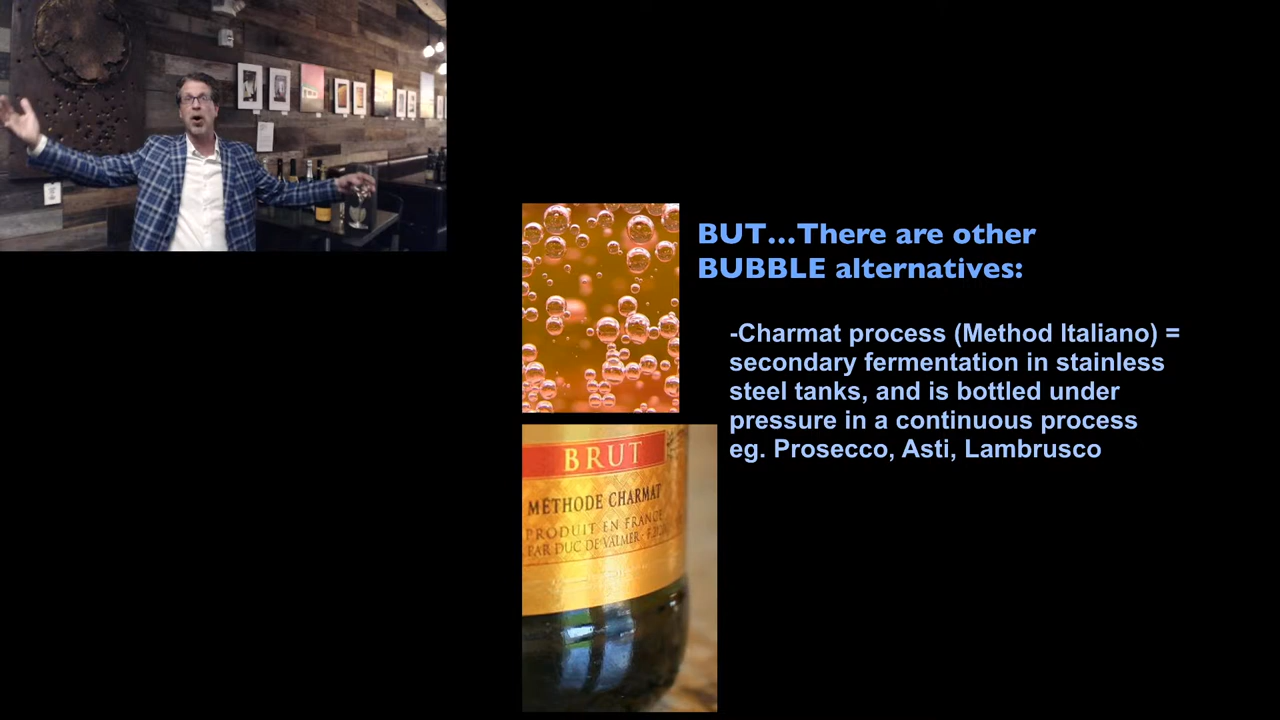 BUT...There are other
BUBBLE alternatives:
-Charmat process (Method Italiano) =
secondary fermentation in stainless
steel tanks, and is bottled under
pressure in a continuous process
eg. Prosecco, Asti, Lambrusco
BRUT
MÉTHODE CHARMAT
PRODUIT EN FRANCE
PAR DUC DE VALMER